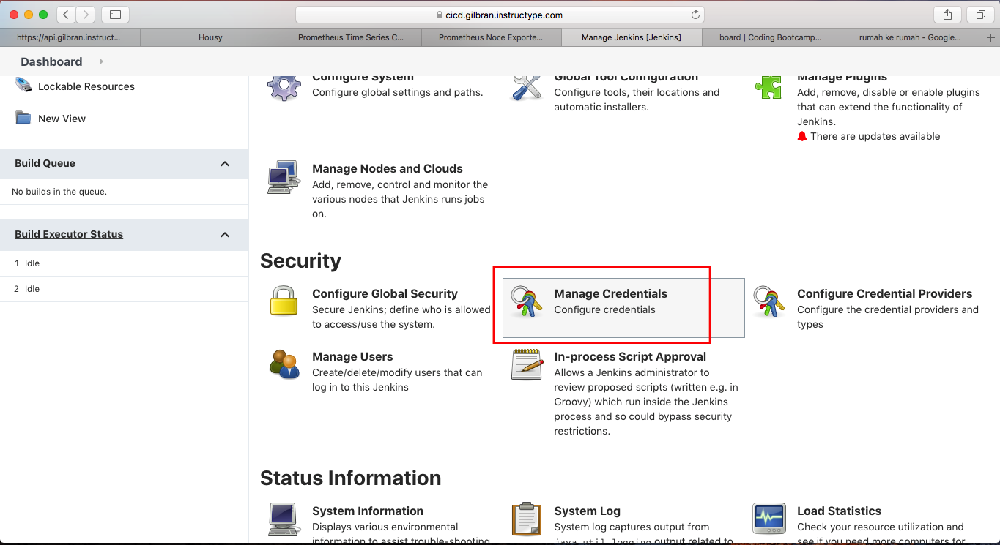 cicd.gilbran.instructype.com
https://api.gilbran.instruct...
Housy
Prometheus Time Series C...
Prometheus Noce Exporte...
Manage Jenkins [Jenkins]
board | Coding Bootcamp...
rumah ke rumah - Google...
Dashboard
Lockable Resources
New View
Build Queue
No builds in the queue.
Build Executor Status
1 Idle
2 Idle
Configure System
Configure global settings and paths.
Global Tool Configuration
Configure tools, their locations and
automatic installers.
Manage Plugins
Add, remove, disable or enable plugins
that can extend the functionality of
Jenkins.
There are updates available
Manage Nodes and Clouds
Add, remove, control and monitor the
various nodes that Jenkins runs jobs
on.
Security
Configure Global Security
Secure Jenkins; define who is allowed
to access/use the system.
Manage Credentials
Configure credentials
Configure Credential Providers
Configure the credential providers and
types
Manage Users
Create/delete/modify users that can
log in to this Jenkins
In-process Script Approval
Allows a Jenkins administrator to
review proposed scripts (written e.g. in
Groovy) which run inside the Jenkins
process and so could bypass security
restrictions.
Status Information
System Information
Displays various environmental
information to assist trouble-shooting
System Log
System log captures output from
java.util.logging output related to
Load Statistics
Check your resource utilization and
see if you need more computers for